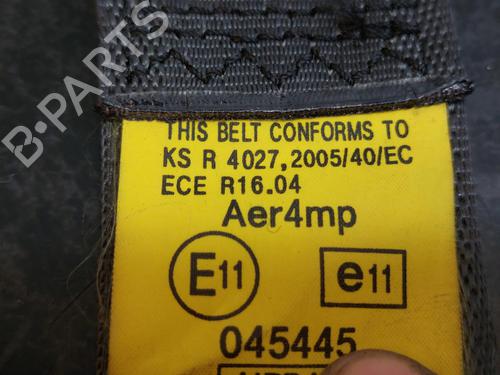 B-PARTS
THIS BELT CONFORMS TO
KS R 4027,2005/40/EC
ECE R16.04
Aer4mp
E11 e11
045445